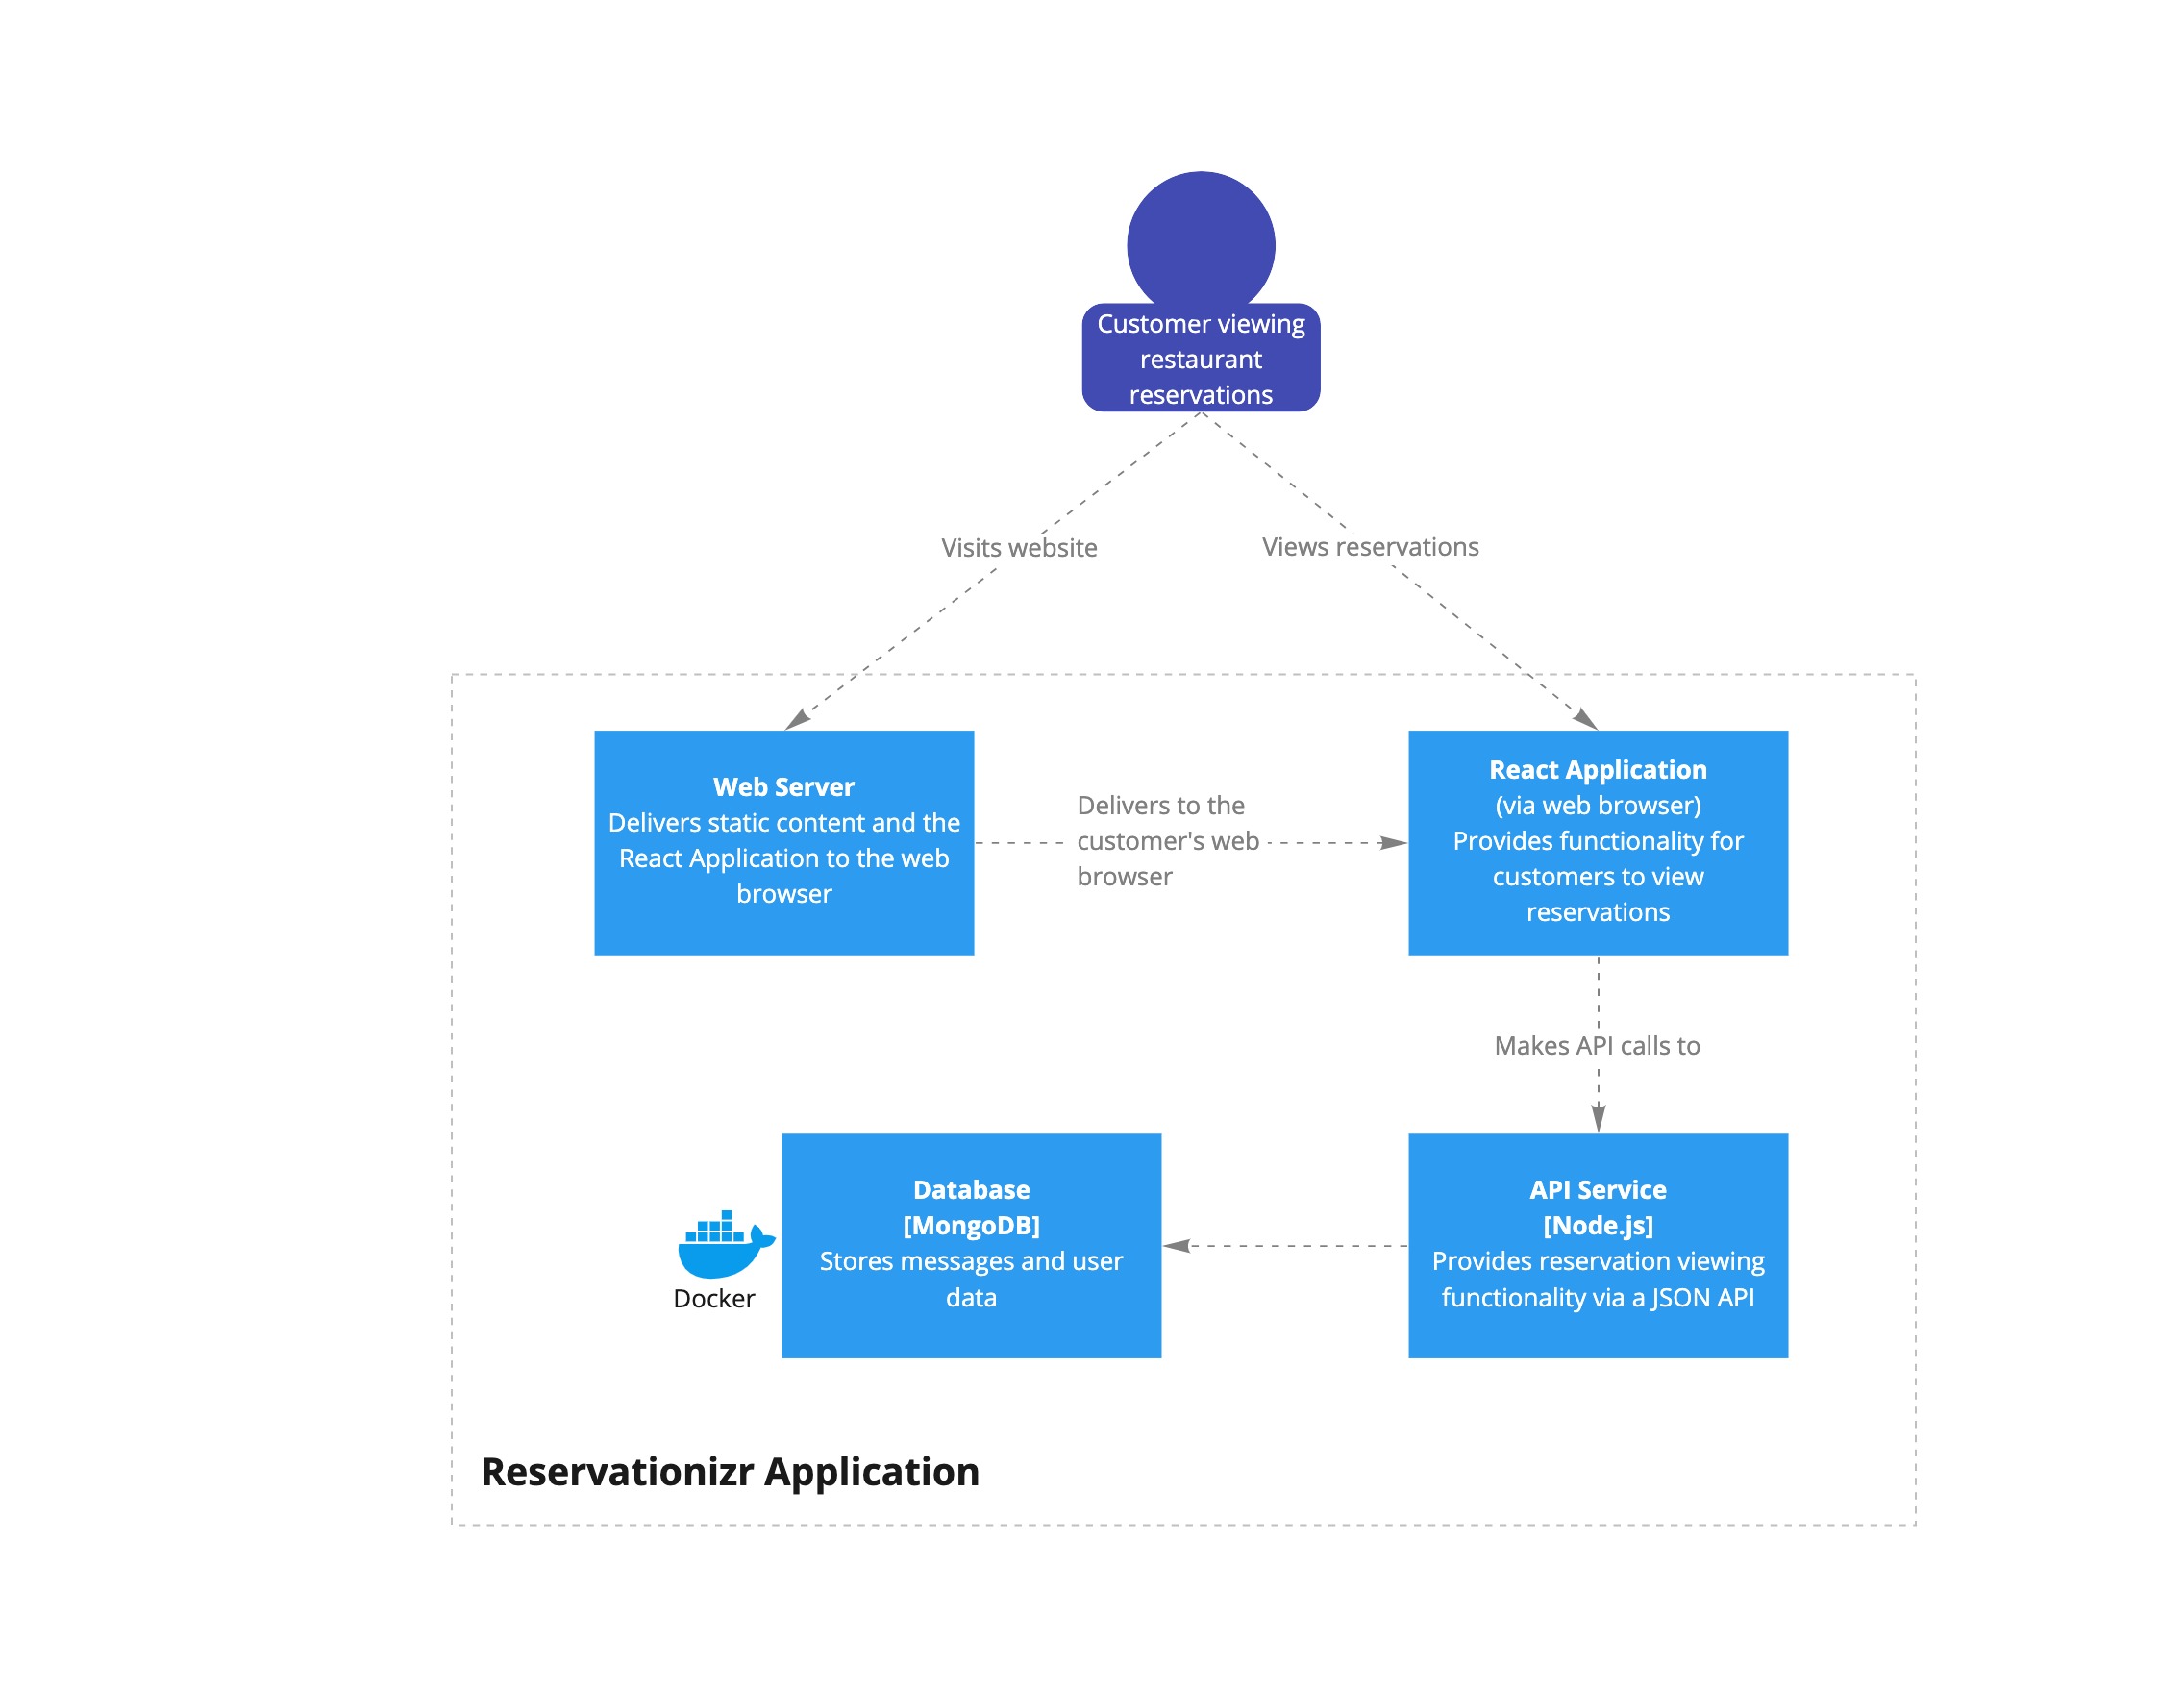 Customer viewing
restaurant
reservations
Visits website
Views reservations
Web Server
Delivers static content and the
React Application to the web
browser
Delivers to the
customer's web
browser
React Application
(via web browser)
Provides functionality for
customers to view
reservations
Makes API calls to
Docker
Database
[MongoDB]
Stores messages and user
data
API Service
[Node.js]
Provides reservation viewing
functionality via a JSON API
Reservationizr Application